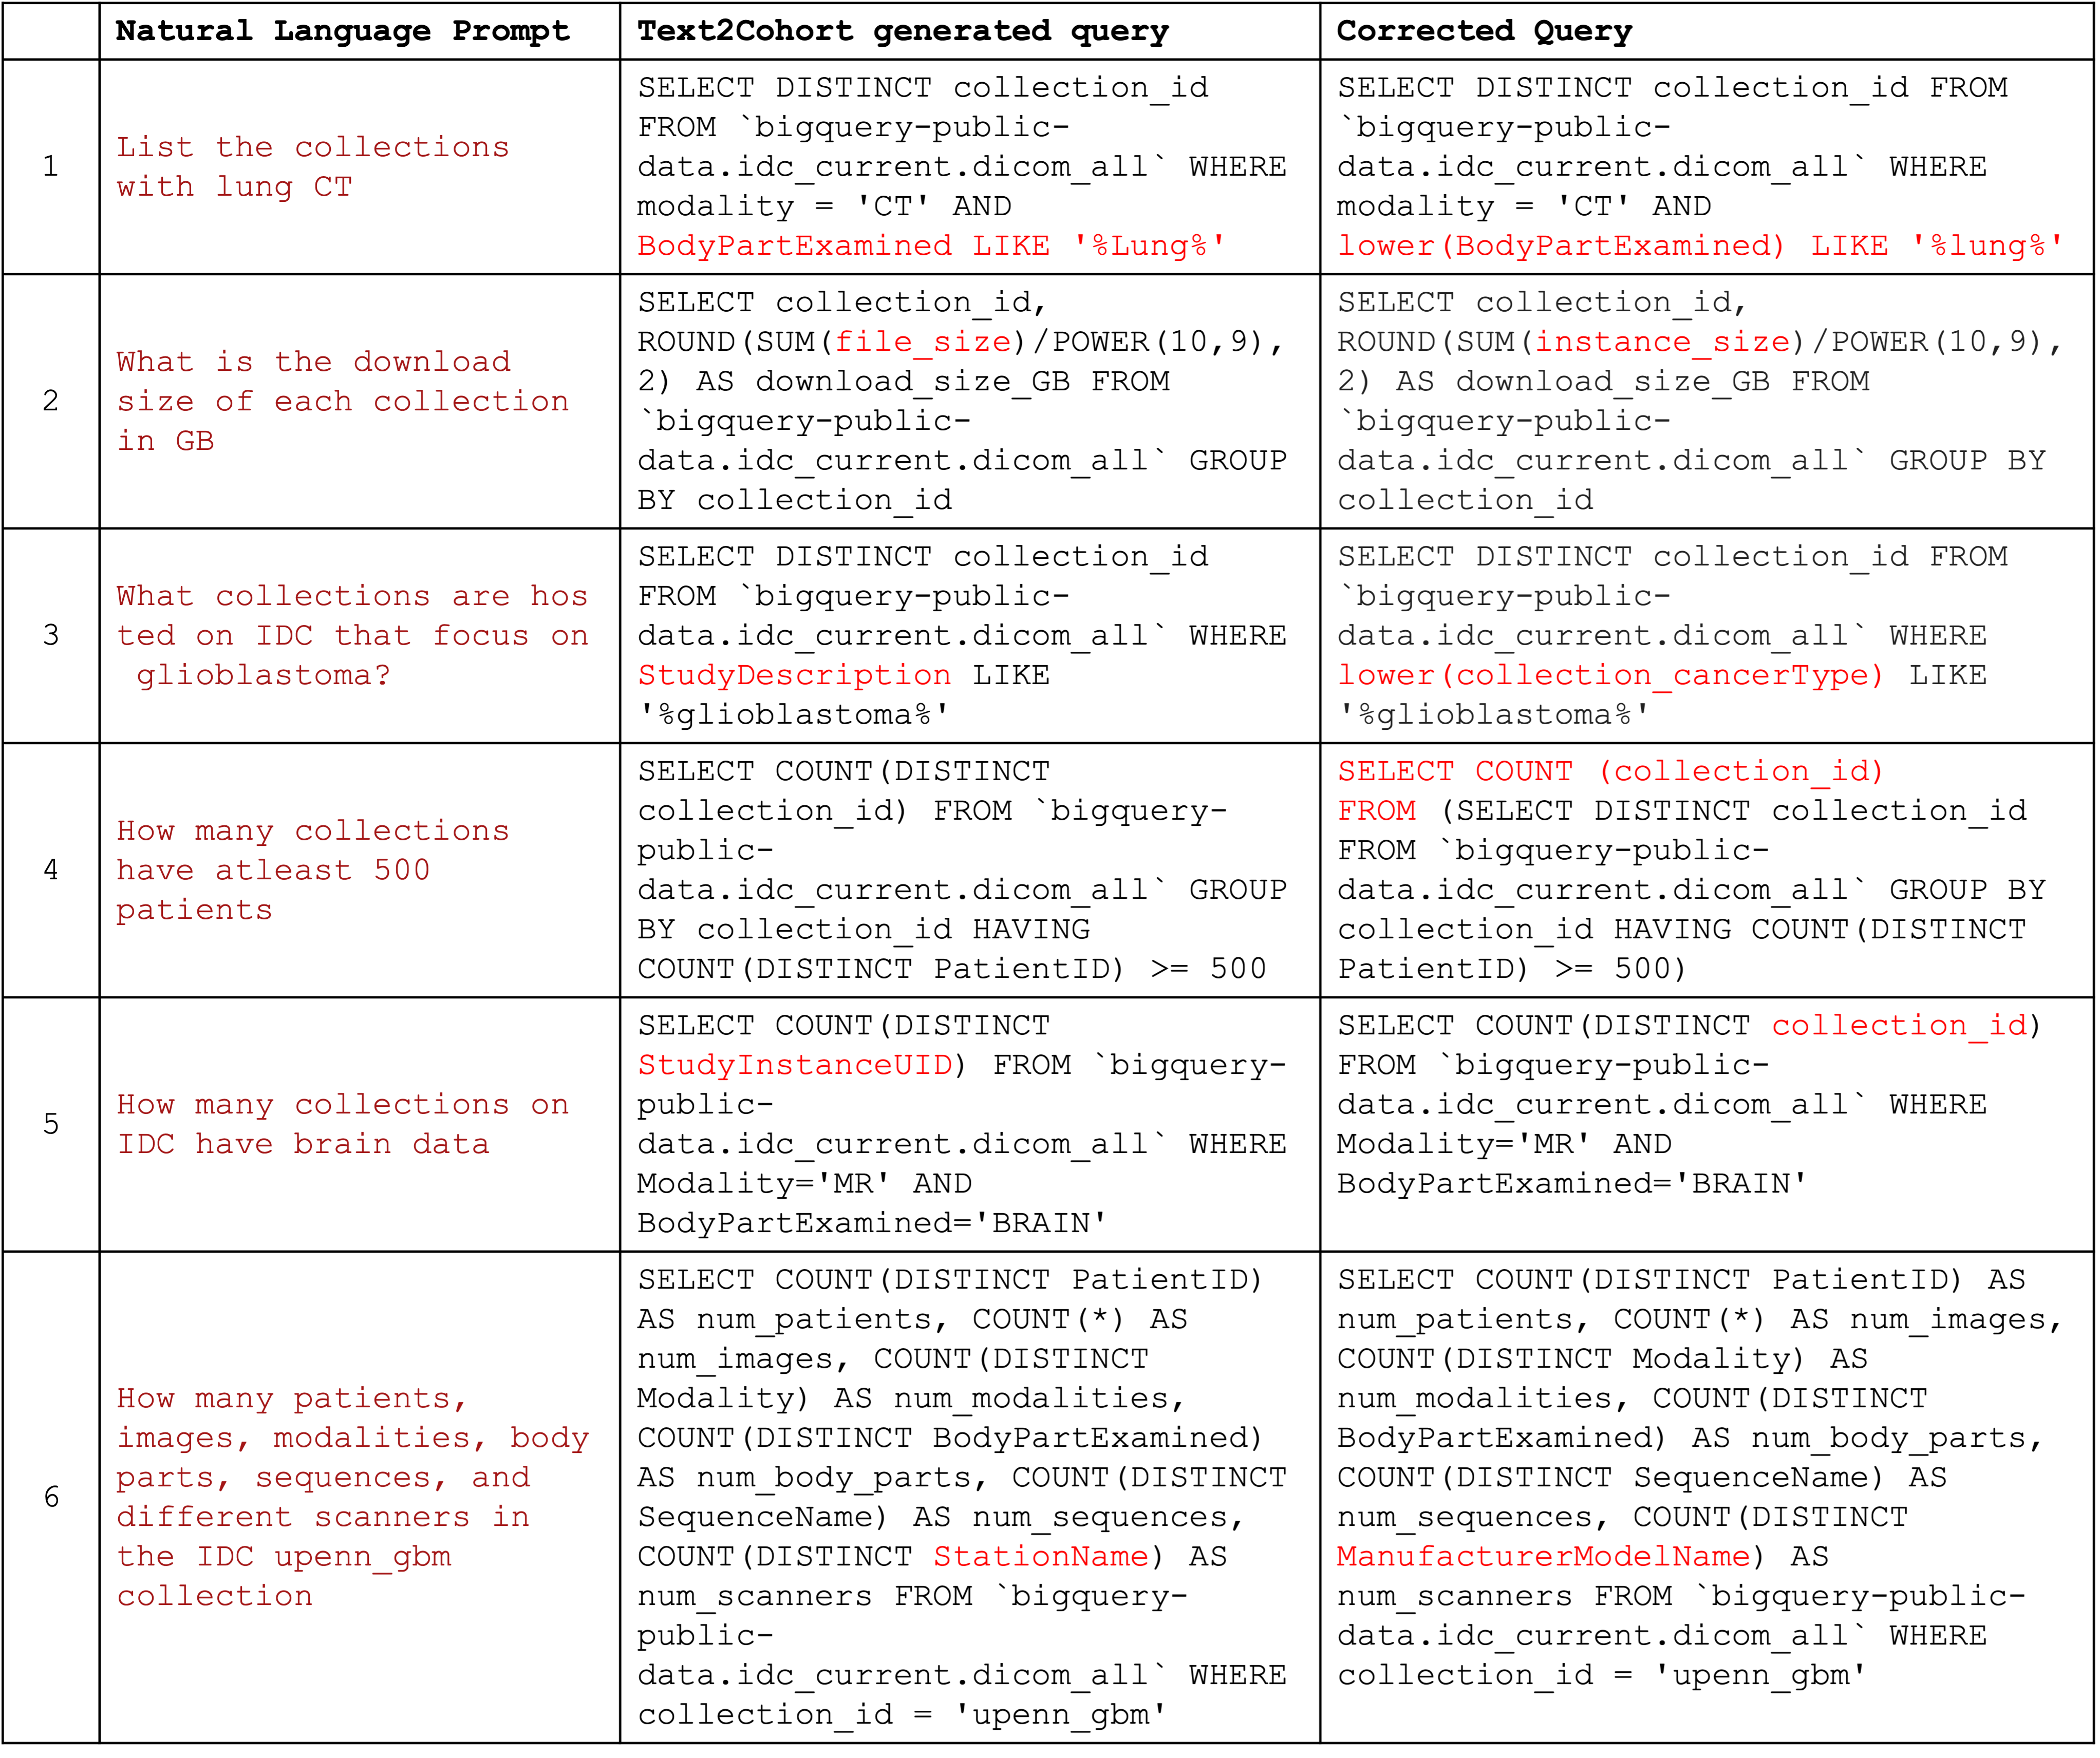 Natural Language Prompt
Text2Cohort generated query
Corrected Query
1
List the collections
with lung CT
SELECT DISTINCT collection_id
FROM `bigquery-public-
data.idc_current.dicom_all` WHERE
modality = 'CT' AND
BodyPartExamined LIKE '%Lung%'
SELECT DISTINCT collection_id FROM
`bigquery-public-
data.idc_current.dicom_all` WHERE
modality = 'CT' AND
lower(BodyPartExamined) LIKE '%lung%'
2
What is the download
size of each collection
in GB
SELECT collection_id,
ROUND(SUM(file_size)/POWER(10,9),
2) AS download_size_GB FROM
`bigquery-public-
data.idc_current.dicom_all` GROUP
BY collection_id
SELECT collection_id,
ROUND(SUM(instance_size)/POWER(10,9),
2) AS download_size_GB FROM
`bigquery-public-
data.idc_current.dicom_all` GROUP BY
collection_id
3
What collections are hos
ted on IDC that focus on
glioblastoma?
SELECT DISTINCT collection_id
FROM `bigquery-public-
data.idc_current.dicom_all` WHERE
StudyDescription LIKE
'%glioblastoma%'
SELECT DISTINCT collection_id FROM
`bigquery-public-
data.idc_current.dicom_all` WHERE
lower(collection_cancerType) LIKE
'%glioblastoma%'
4
How many collections
have atleast 500
patients
SELECT COUNT(DISTINCT
collection_id) FROM `bigquery-
public-
data.idc_current.dicom_all` GROUP
BY collection_id HAVING
COUNT(DISTINCT PatientID) >= 500
SELECT COUNT (collection_id)
FROM (SELECT DISTINCT collection_id
FROM `bigquery-public-
data.idc_current.dicom_all` GROUP BY
collection_id HAVING COUNT(DISTINCT
PatientID) >= 500)
5
How many collections on
IDC have brain data
SELECT COUNT(DISTINCT
StudyInstanceUID) FROM `bigquery-
public-
data.idc_current.dicom_all` WHERE
Modality='MR' AND
BodyPartExamined='BRAIN'
SELECT COUNT(DISTINCT collection_id)
FROM `bigquery-public-
data.idc_current.dicom_all` WHERE
Modality='MR' AND
BodyPartExamined='BRAIN'
6
How many patients,
images, modalities, body
parts, sequences, and
different scanners in
the IDC upenn_gbm
collection
SELECT COUNT(DISTINCT PatientID)
AS num_patients, COUNT(*) AS
num_images, COUNT(DISTINCT
Modality) AS num_modalities,
COUNT(DISTINCT BodyPartExamined)
AS num_body_parts, COUNT(DISTINCT
SequenceName) AS num_sequences,
COUNT(DISTINCT StationName) AS
num_scanners FROM `bigquery-
public-
data.idc_current.dicom_all` WHERE
collection_id = 'upenn_gbm'
SELECT COUNT(DISTINCT PatientID) AS
num_patients, COUNT(*) AS num_images,
COUNT(DISTINCT Modality) AS
num_modalities, COUNT(DISTINCT
BodyPartExamined) AS num_body_parts,
COUNT(DISTINCT SequenceName) AS
num_sequences, COUNT(DISTINCT
ManufacturerModelName) AS
num_scanners FROM `bigquery-public-
data.idc_current.dicom_all` WHERE
collection_id = 'upenn_gbm'